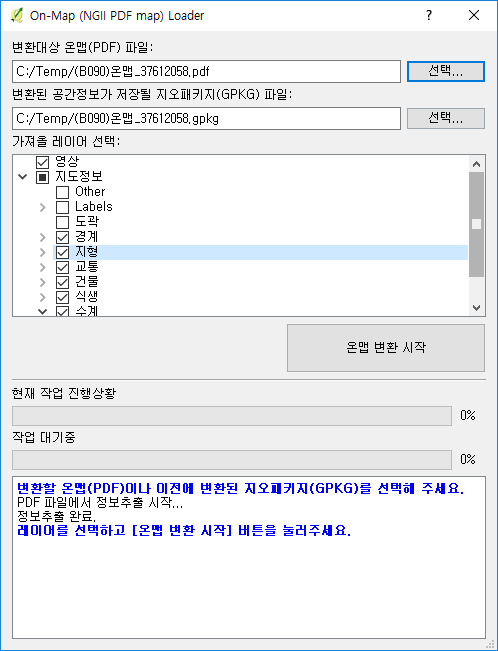 On-Map (NGII PDF map) Loader
변환대상 온맵(PDF) 파일:
C:/Temp/(B090)온맵_37612058.pdf
선택...
변환된 공간정보가 저장될 지오패키지(GPKG) 파일:
C:/Temp/(B090)온맵_37612058.gpkg
선택...
가져올 레이어 선택:
영상
지도정보
Other
Labels
도곽
경계
지형
교통
건물
식생
수계
온맵 변환 시작
현재 작업 진행상황
0%
작업 대기중
0%
변환할 온맵(PDF)이나 이전에 변환된 지오패키지(GPKG)를 선택해 주세요.
PDF 파일에서 정보추출 시작...
정보추출 완료.
레이어를 선택하고 [온맵 변환 시작] 버튼을 눌러주세요.